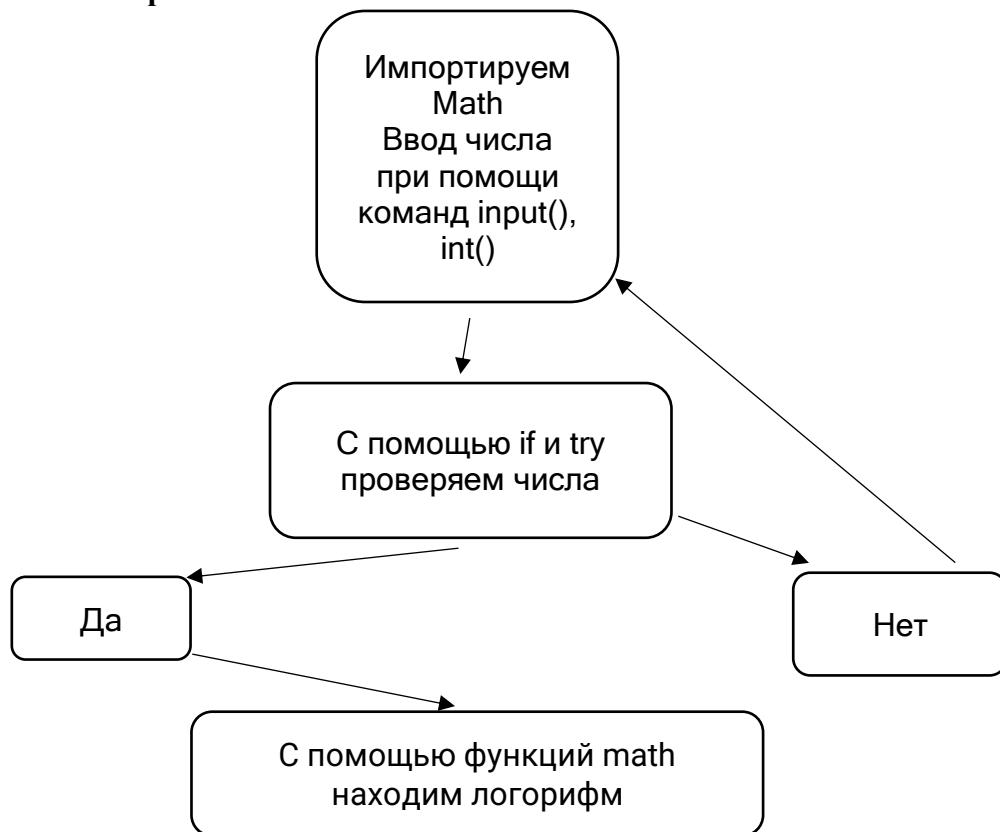 Импортируем
Math
Ввод числа
при помощи
команд input(),
int()
С помощью if и try
проверяем числа
Да
Нет
С помощью функций math
находим логорифм